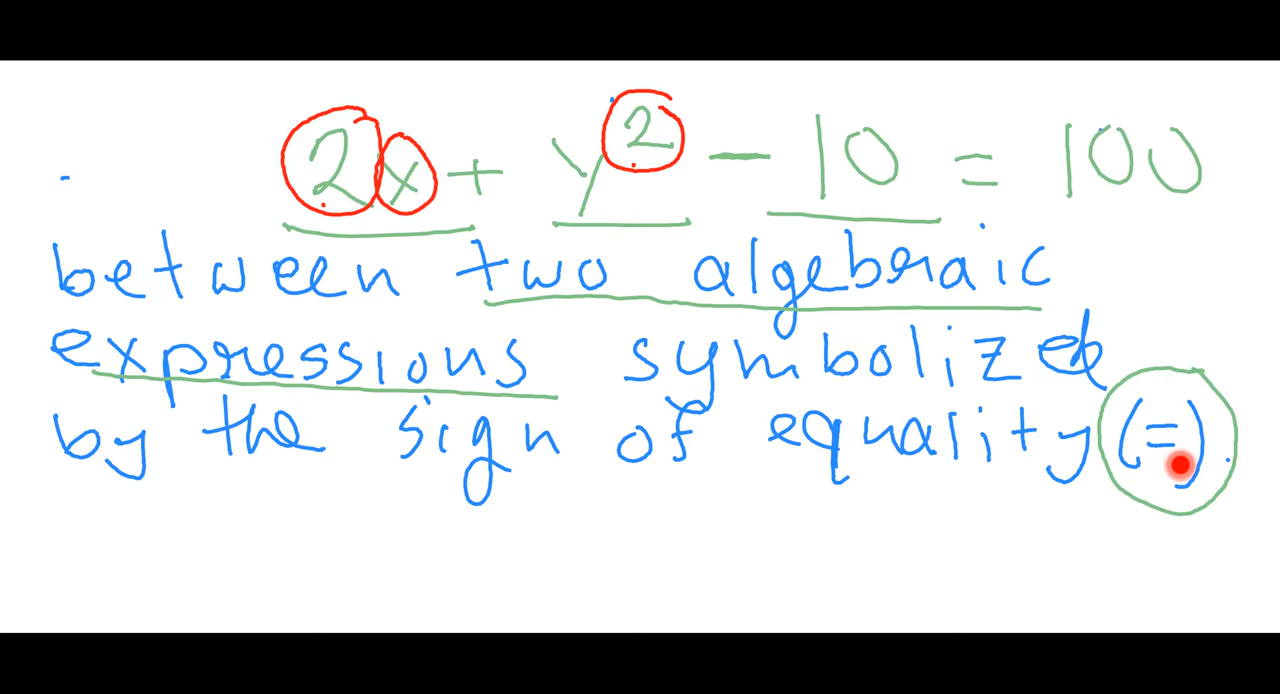 2x + y² - 10 = 100
between two algebraic
expressions symbolized
by the sign of equality (=).